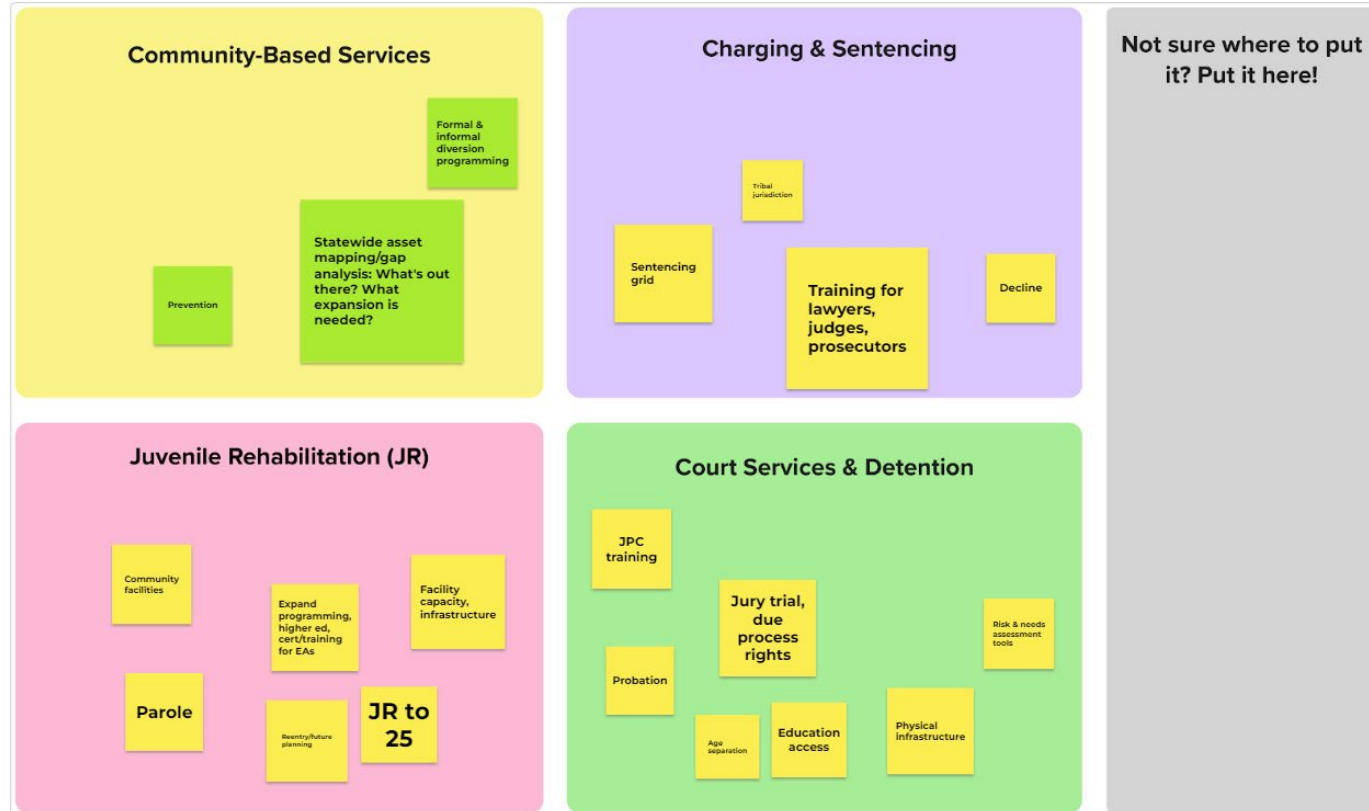 Community-Based Services
Formal &
informal
diversion
programming
Statewide asset
mapping/gap
analysis: What's out
there? What
expansion is
needed?
Prevention
Charging & Sentencing
Tribal
jurisdiction
Sentencing
grid
Training for
lawyers,
judges,
prosecutors
Decline
Not sure where to put
it? Put it here!
Juvenile Rehabilitation (JR)
Community
facilities
Expand
programming,
higher ed,
cert/training
for EAs
Facility
capacity,
infrastructure
Parole
Reentry/future
planning
JR to
25
Court Services & Detention
JPC
training
Jury trial,
due
process
rights
Risk & needs
assessment
tools
Probation
Age
separation
Education
access
Physical
infrastructure